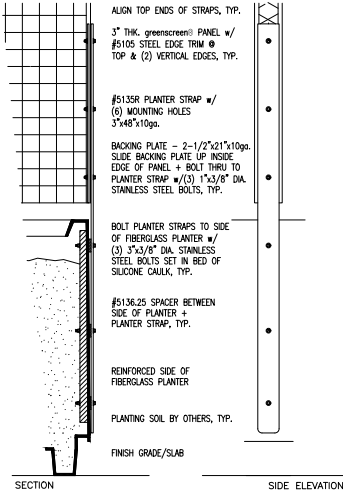 ALIGN TOP ENDS OF STRAPS, TYP.
3" THK. greenscreen® PANEL w/
#5105 STEEL EDGE TRIM @
TOP & (2) VERTICAL EDGES, TYP.
#5135R PLANTER STRAP w/
(6) MOUNTING HOLES
3"x48"x10ga.
BACKING PLATE - 2-1/2"x21"x10ga.
SLIDE BACKING PLATE UP INSIDE
EDGE OF PANEL + BOLT THRU TO
PLANTER STRAP w/(3) 1"x3/8" DIA.
STAINLESS STEEL BOLTS, TYP.
BOLT PLANTER STRAPS TO SIDE
OF FIBERGLASS PLANTER w/
(3) 3"x3/8" DIA. STAINLESS
STEEL BOLTS SET IN BED OF
SILICONE CAULK, TYP.
#5136.25 SPACER BETWEEN
SIDE OF PLANTER +
PLANTER STRAP, TYP.
REINFORCED SIDE OF
FIBERGLASS PLANTER
PLANTING SOIL BY OTHERS, TYP.
FINISH GRADE/SLAB
SECTION
SIDE ELEVATION